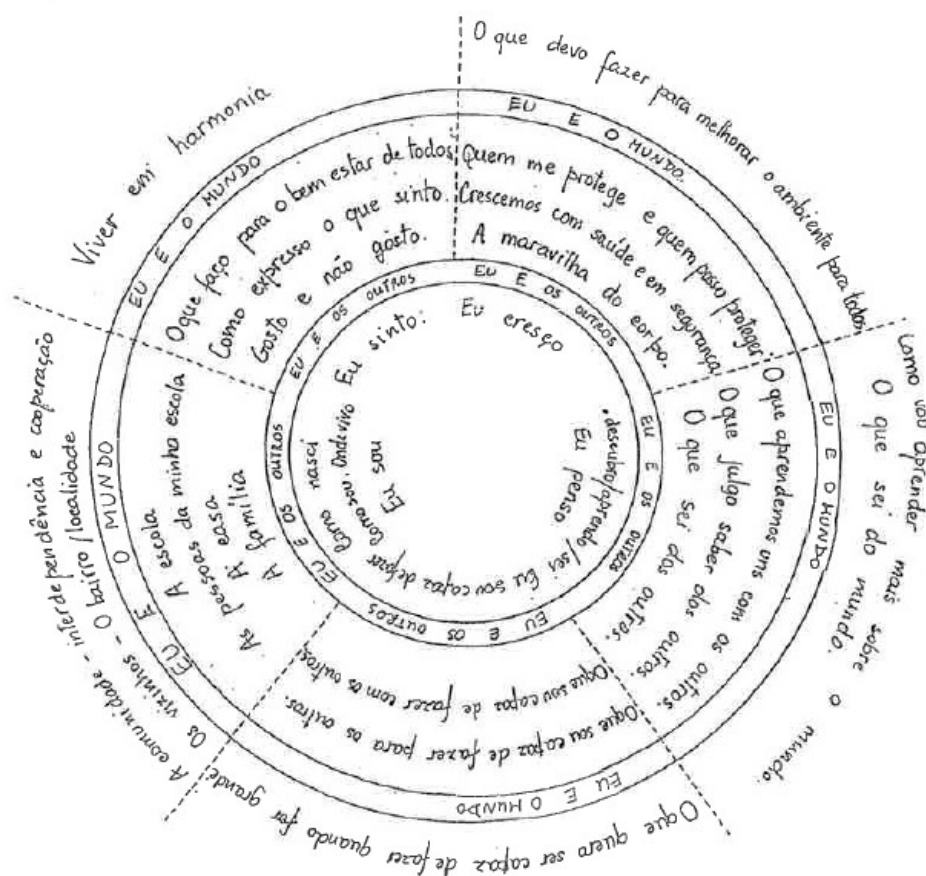 O que devo fazer para melhorar o ambiente para todos
EU E O MUNDO.
Quem me protege e quem posso proteger.
Crescemos com saúde e em segurança
A maravilha do corpo.
EU E OS OUTROS
Eu cresço
Como vou aprender mais sobre o mundo.
O que sei do mundo.
EU E O MUNDO
O que aprendemos uns com os outros.
O que julgo saber dos outros.
O que sei dos outros.
EU E OS OUTROS
.descubro/aprendo/sei
Eu penso
O que quero ser capaz de fazer quando for grande.
EU E O MUNDO
O que sou capaz de fazer para os outros.
O que sou capaz de fazer com os outros.
EU E OS OUTROS
Eu sou capaz de fazer
A comunidade - interdependência e cooperação
Os vizinhos - O bairro/localidade
EU E O MUNDO
A escola
As pessoas da minha escola
A casa
A família
EU E OS OUTROS
Como nasci
Como sou. Onde vivo
Eu sou
Viver em harmonia
EU E O MUNDO
O que faço para o bem estar de todos
Como expresso o que sinto.
Gosto e não gosto.
EU E OS OUTROS
Eu sinto: